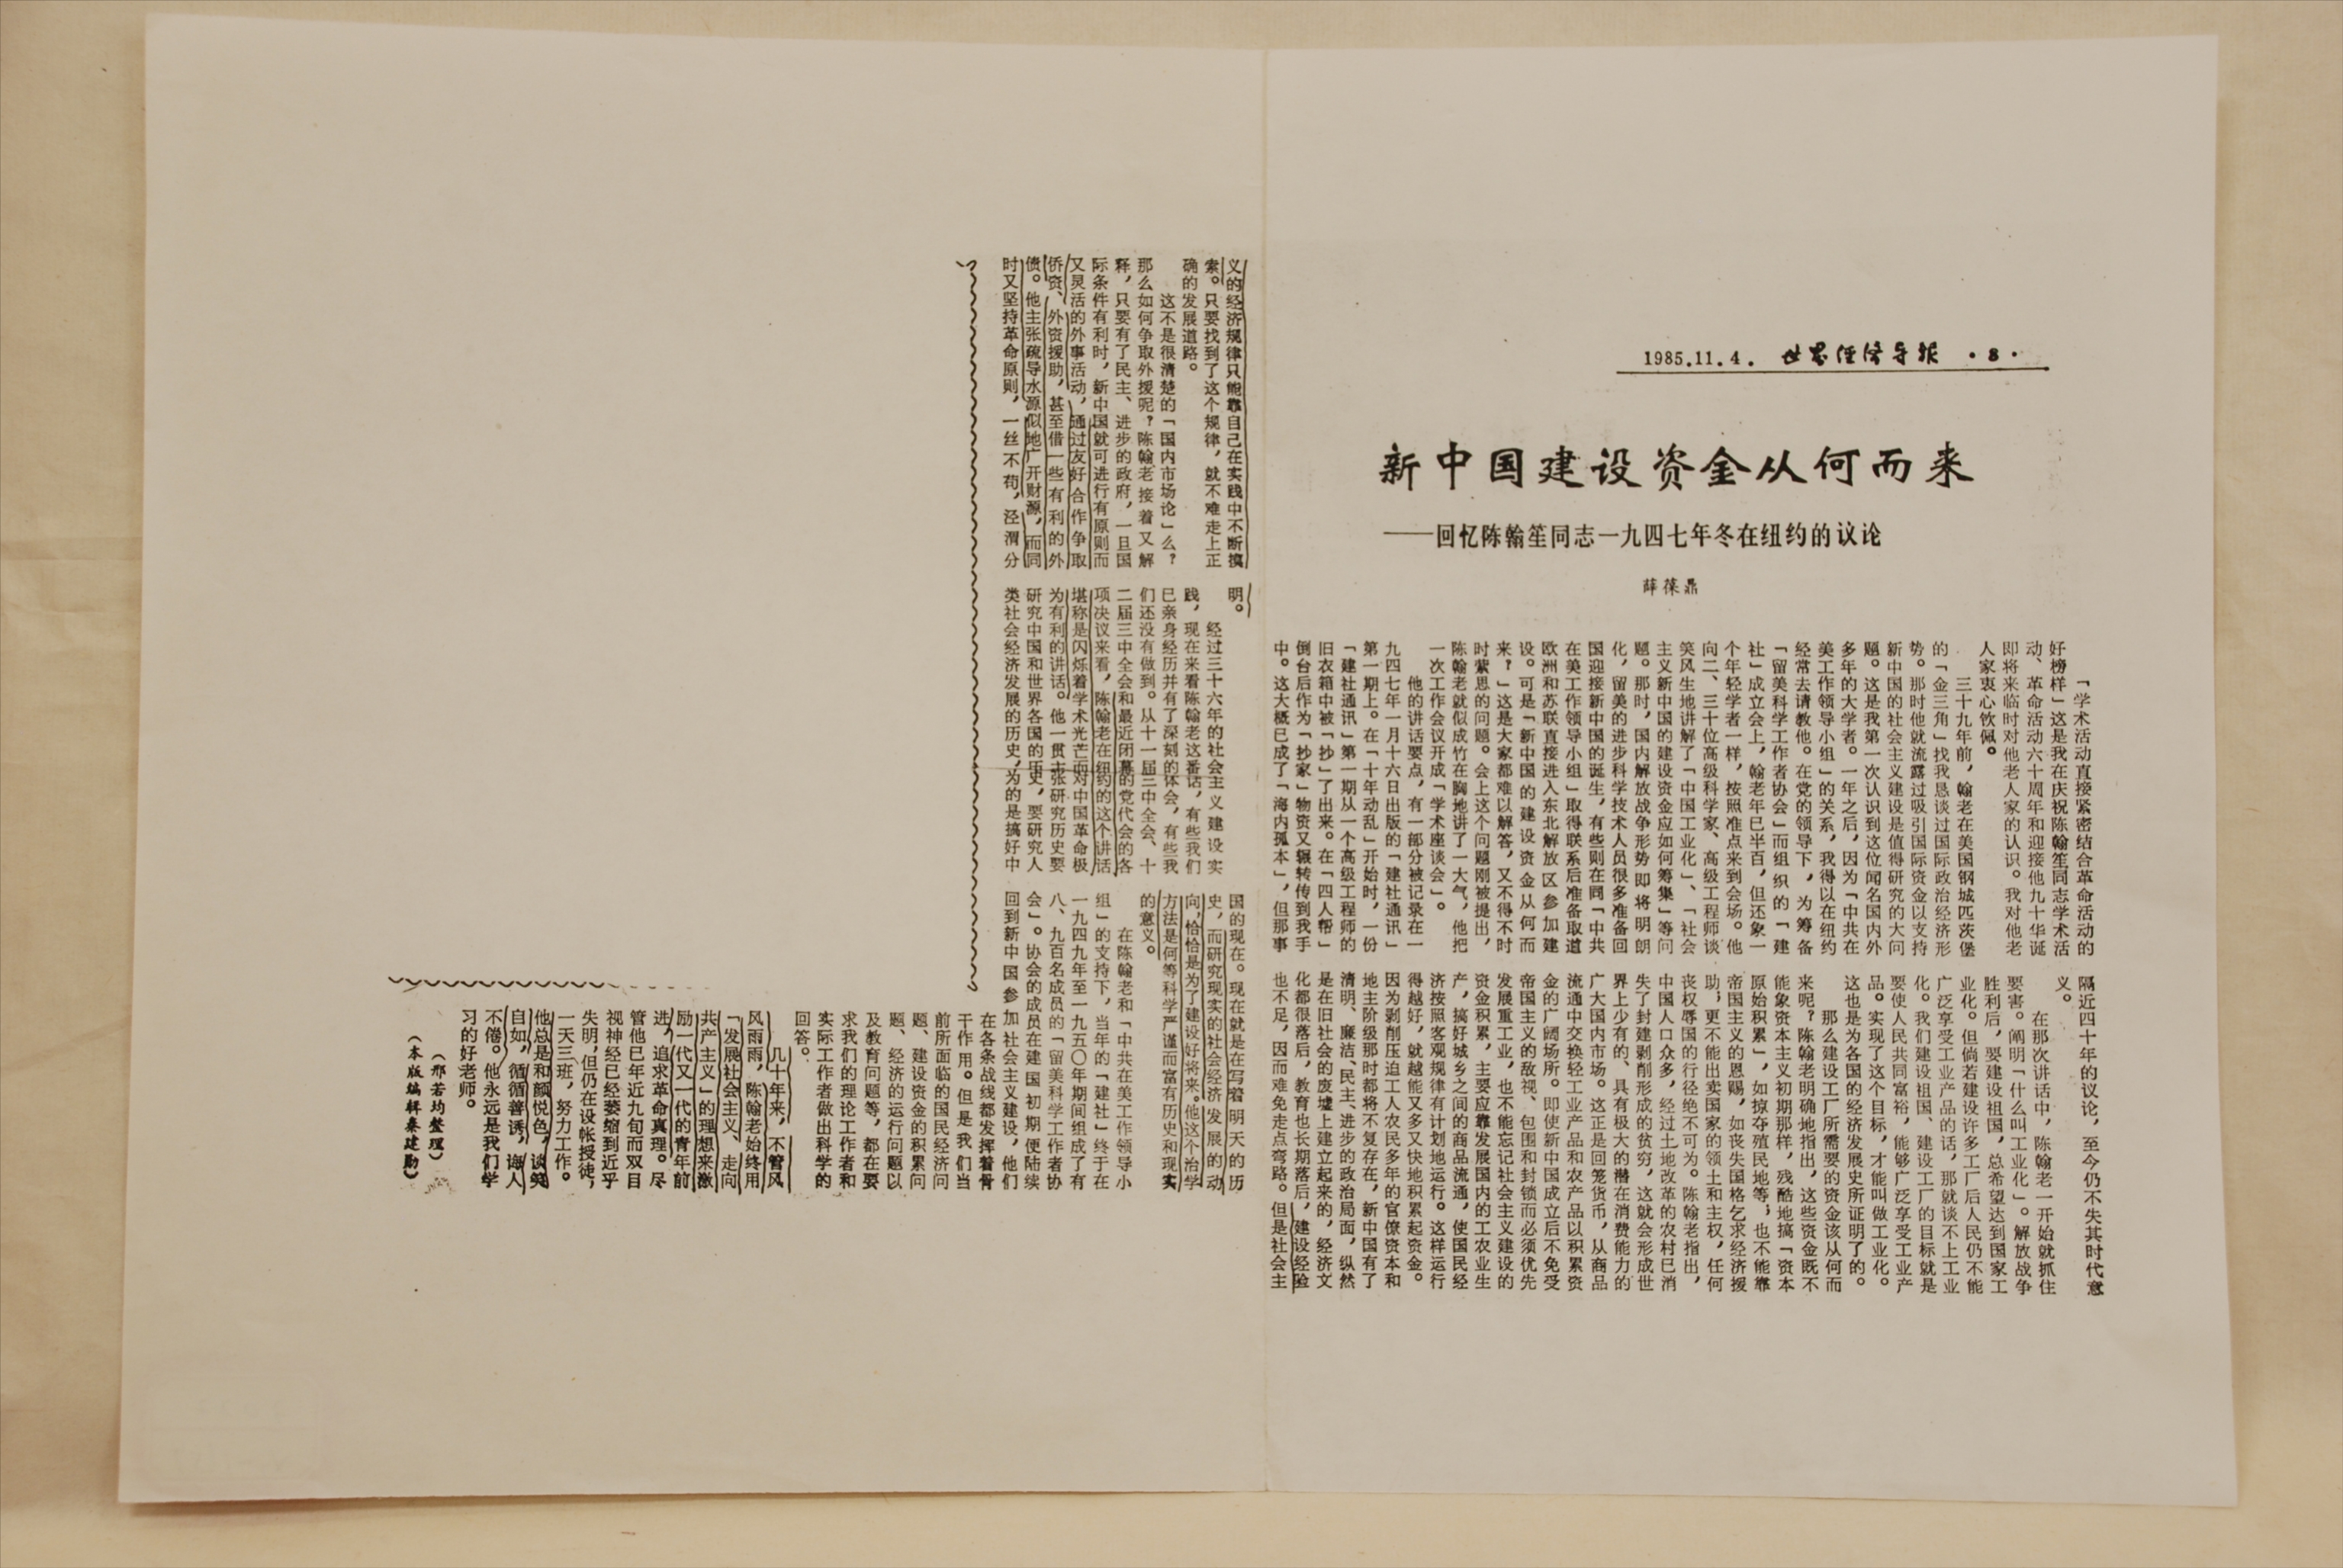 1985.11.4. 世界经济导报 ·8·
新中国建设资金从何而来
——回忆陈翰笙同志一九四七年冬在纽约的议论
薛葆鼎
「学术活动直接紧密结合革命活动的
好榜样」这是我在庆祝陈翰笙同志学术活
动、革命活动六十周年和迎接他九十华诞
即将来临时对他老人家的认识。我对他老
人家衷心钦佩。
三十九年前，翰老在美国钢城匹茨堡
的「金三角」找我恳谈过国际政治经济形
势。那时他就流露过吸引国际资金以支持
新中国的社会主义建设是值得研究的大问
题。这是我第一次认识到这位闻名国内外
多年的大学者。一年之后，因为「中共在
美工作领导小组」的关系，我得以在纽约
经常去请教他。在党的领导下，为筹备
「留美科学工作者协会」而组织的「建
社」成立会上，翰老年已半百，但还象一
个年轻学者一样，按照准点来到会场。他
向二、三十位高级科学家、高级工程师谈
笑风生地讲解了「中国工业化」、「社会
主义新中国的建设资金应如何筹集」等问
题。那时，国内解放战争形势即将明朗
化，留美的进步科学技术人员很多准备回
国迎接新中国的诞生，有些则在同「中共
在美工作领导小组」取得联系后准备取道
欧洲和苏联直接进入东北解放区参加建
设。可是「新中国的建设资金从何而
来？」这是大家都难以解答，又不得不时
时萦思的问题。会上这个问题刚被提出，
陈翰老就似成竹在胸地讲了一大气，他把
一次工作会议开成「学术座谈会」。
他的讲话要点，有一部分被记录在一
九四七年一月十六日出版的「建社通讯」
第一期上。在「十年动乱」开始时，一份
「建社通讯」第一期从一个高级工程师的
旧衣箱中被「抄」了出来。在「四人帮」
倒台后作为「抄家」物资又辗转传到我手
中。这大概已成了「海内孤本」，但那事
隔近四十年的议论，至今仍不失其时代意
义。
在那次讲话中，陈翰老一开始就抓住
要害。阐明「什么叫工业化」。解放战争
胜利后，要建设祖国，总希望达到国家工
业化。但倘若建设许多工厂后人民仍不能
广泛享受工业产品的话，那就谈不上工业
化。我们建设祖国、建设工厂的目标就是
要使人民共同富裕，能够广泛享受工业产
品。实现了这个目标，才能叫做工业化。
这也是为各国的经济发展史所证明了的。
那么建设工厂所需要的资金该从何而
来呢？陈翰老明确地指出，这些资金既不
能象资本主义初期那样，残酷地搞「资本
原始积累」，如掠夺殖民地等；也不能靠
帝国主义的恩赐，如丧失国格乞求经济援
助；更不能出卖国家的领土和主权，任何
丧权辱国的行径绝不可为。陈翰老指出，
中国人口众多，经过土地改革的农村已消
失了封建剥削形成的贫穷，这就会形成世
界上少有的、具有极大的潜在消费能力的
广大国内市场。这正是回笼货币，从商品
流通中交换轻工业产品和农产品以积累资
金的广阔场所。即使新中国成立后不免受
帝国主义的敌视、包围和封锁而必须优先
发展重工业，也不能忘记社会主义建设的
资金积累，主要应靠发展国内的工农业生
产，搞好城乡之间的商品流通，使国民经
济按照客观规律有计划地运行。这样运行
得越好，就越能又多又快地积累起资金。
因为剥削压迫工人农民多年的官僚资本和
地主阶级那时都将不复存在，新中国有了
清明、廉洁、民主、进步的政治局面，纵然
是在旧社会的废墟上建立起来的，经济文
化都很落后，教育也长期落后，建设经验
也不足，因而难免走点弯路。但是社会主
义的经济规律只能靠自己在实践中不断摸
索。只要找到了这个规律，就不难走上正
确的发展道路。
这不是很清楚的「国内市场论」么？
那么如何争取外援呢？陈翰老接着又解
释，只要有了民主、进步的政府，一旦国
际条件有利时，新中国就可进行有原则而
又灵活的外事活动，通过友好合作争取
侨资、外资援助，甚至借一些有利的外
债。他主张疏导水源似地广开财源，而同
时又坚持革命原则，一丝不苟，泾渭分
明。
经过三十六年的社会主义建设实
践，现在来看陈翰老这番话，有些我们
已亲身经历并有了深刻的体会，有些我
们还没有做到。从十一届三中全会、十
二届三中全会和最近闭幕的党代会的各
项决议来看，陈翰老在纽约的这个讲话
堪称是闪烁着学术光芒而对中国革命极
为有利的讲话。他一贯主张研究历史要
研究中国和世界各国的历史，要研究人
类社会经济发展的历史，为的是搞好中
国的现在。现在就是在写着明天的历
史，而研究现实的社会经济发展的动
向，恰恰是为了建设好将来。他这个治学
方法是何等科学严谨而富有历史和现实
的意义。
在陈翰老和「中共在美工作领导小
组」的支持下，当年的「建社」终于在
一九四九年至一九五〇年期间组成了有
八、九百名成员的「留美科学工作者协
会」。协会的成员在建国初期便陆续
回到新中国参加社会主义建设，他们
在各条战线都发挥着骨
干作用。但是我们当
前所面临的国民经济问
题、建设资金的积累问
题、经济的运行问题以
及教育问题等，都在要
求我们的理论工作者和
实际工作者做出科学的
回答。
几十年来，不管风
风雨雨，陈翰老始终用
「发展社会主义、走向
共产主义」的理想来激
励一代又一代的青年前
进，追求革命真理。尽
管他已年近九旬而双目
视神经已经萎缩到近乎
失明，但仍在设帐授徒，
一天三班，努力工作。
他总是和颜悦色，谈笑
自如，循循善诱，诲人
不倦。他永远是我们学
习的好老师。
（邢若均整理）
（本版编辑秦建勋）